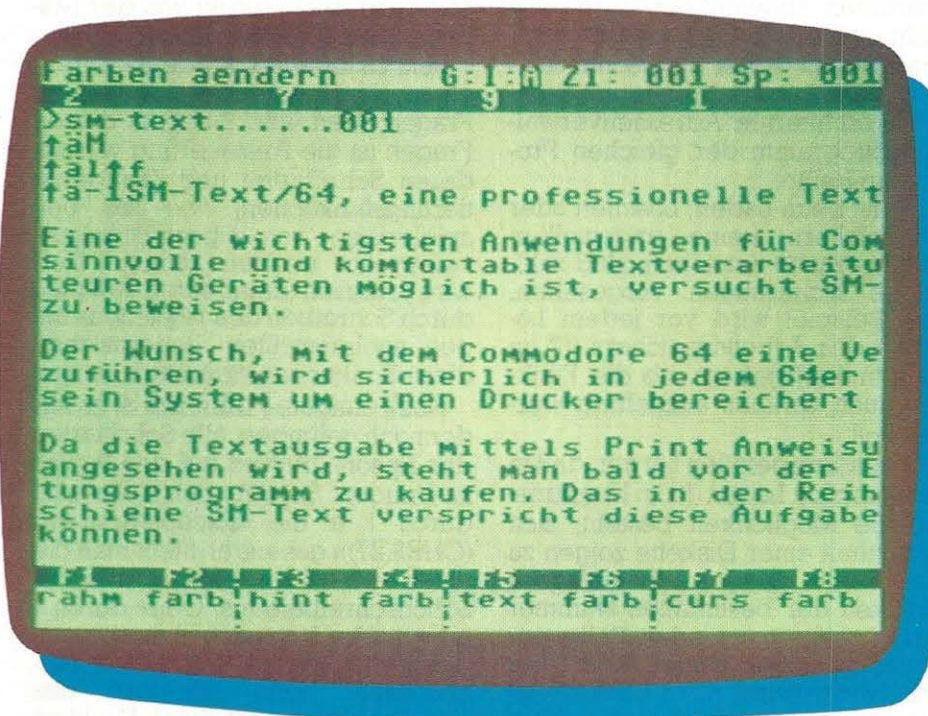 Farben aendern G:I:A Zl: 001 Sp: 001
2 7 9 1
>sm-text......001
↑äM
↑äl↑f
↑ä-1SM-Text/64, eine professionelle Text
Eine der wichtigsten Anwendungen für Com
sinnvolle und komfortable Textverarbeitu
teuren Geräten möglich ist, versucht SM-
zu beweisen.
Der Wunsch, mit dem Commodore 64 eine Ve
zuführen, wird sicherlich in jedem 64er
sein System um einen Drucker bereichert
Da die Textausgabe mittels Print Anweisu
angesehen wird, steht man bald vor der E
tungsprogramm zu kaufen. Das in der Reih
schiene SM-Text verspricht diese Aufgabe
können.
F1 F2 F3 F4 F5 F6 F7 F8
rahm farb hint farb text farb curs farb